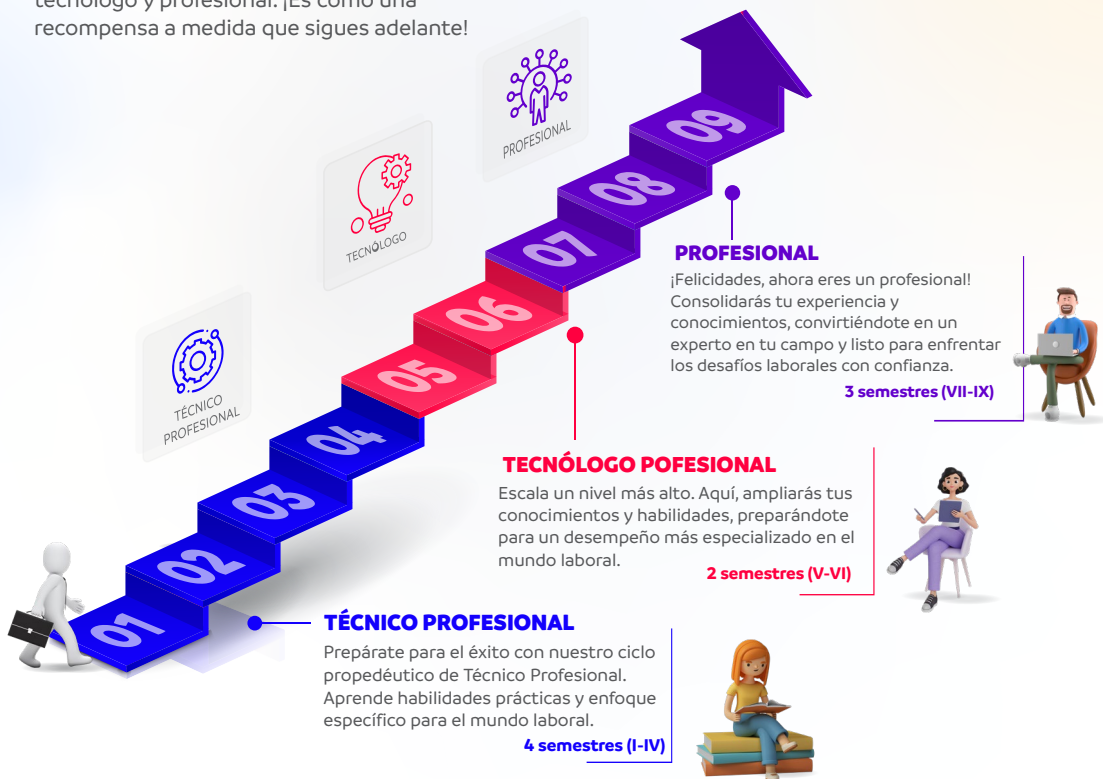 tecnólogo y profesional. ¡Es como una
recompensa a medida que sigues adelante!
PROFESIONAL
TECNÓLOGO
TÉCNICO
PROFESIONAL
09
08
07
06
05
04
03
02
01
PROFESIONAL
¡Felicidades, ahora eres un profesional!
Consolidarás tu experiencia y
conocimientos, convirtiéndote en un
experto en tu campo y listo para enfrentar
los desafíos laborales con confianza.
3 semestres (VII-IX)
TECNÓLOGO POFESIONAL
Escala un nivel más alto. Aquí, ampliarás tus
conocimientos y habilidades, preparándote
para un desempeño más especializado en el
mundo laboral.
2 semestres (V-VI)
TÉCNICO PROFESIONAL
Prepárate para el éxito con nuestro ciclo
propedéutico de Técnico Profesional.
Aprende habilidades prácticas y enfoque
específico para el mundo laboral.
4 semestres (I-IV)